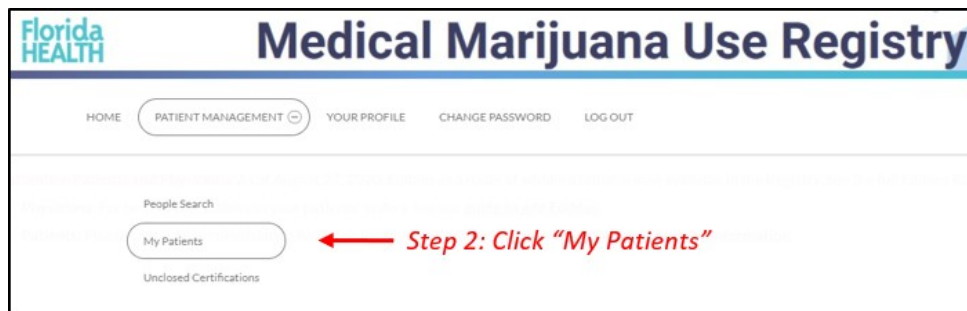 Florida
HEALTH
Medical Marijuana Use Registry
HOME PATIENT MANAGEMENT YOUR PROFILE CHANGE PASSWORD LOG OUT
People Search
My Patients
Step 2: Click “My Patients”
Unclosed Certifications